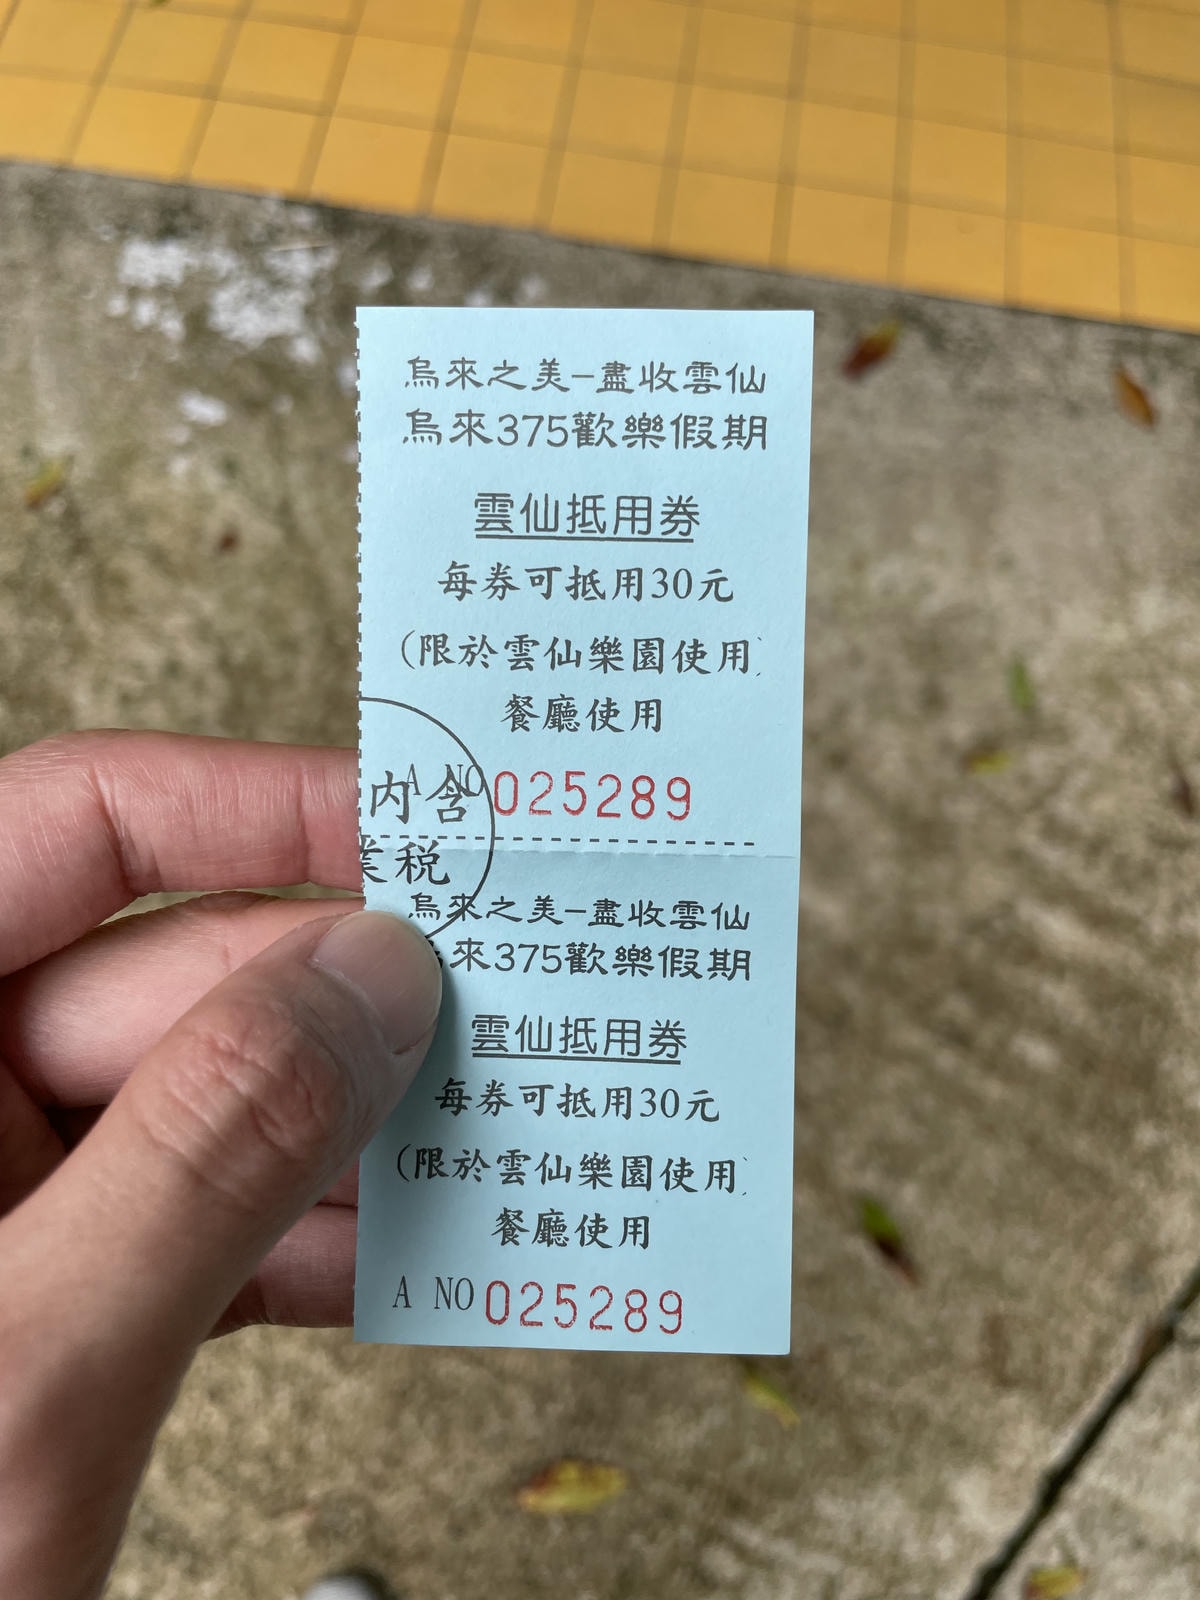 烏來之美-盡收雲仙
烏來375歡樂假期
雲仙抵用券
每券可抵用30元
(限於雲仙樂園使用)
餐廳使用
A NO 025289
內含
業稅
烏來之美-盡收雲仙
來375歡樂假期
雲仙抵用券
每券可抵用30元
(限於雲仙樂園使用)
餐廳使用
A NO 025289